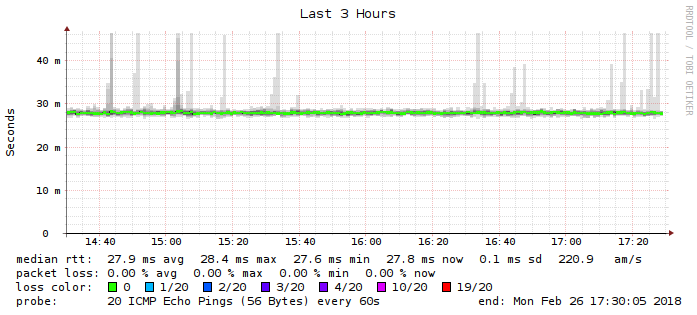 Last 3 Hours
RRDTOOL / TOBI OETIKER
Seconds
40 m
30 m
20 m
10 m
0
14:40 15:00 15:20 15:40 16:00 16:20 16:40 17:00 17:20
median rtt: 27.9 ms avg 28.4 ms max 27.6 ms min 27.8 ms now 0.1 ms sd 220.9 am/s
packet loss: 0.00 % avg 0.00 % max 0.00 % min 0.00 % now
loss color: 0 1/20 2/20 3/20 4/20 10/20 19/20
probe: 20 ICMP Echo Pings (56 Bytes) every 60s end: Mon Feb 26 17:30:05 2018